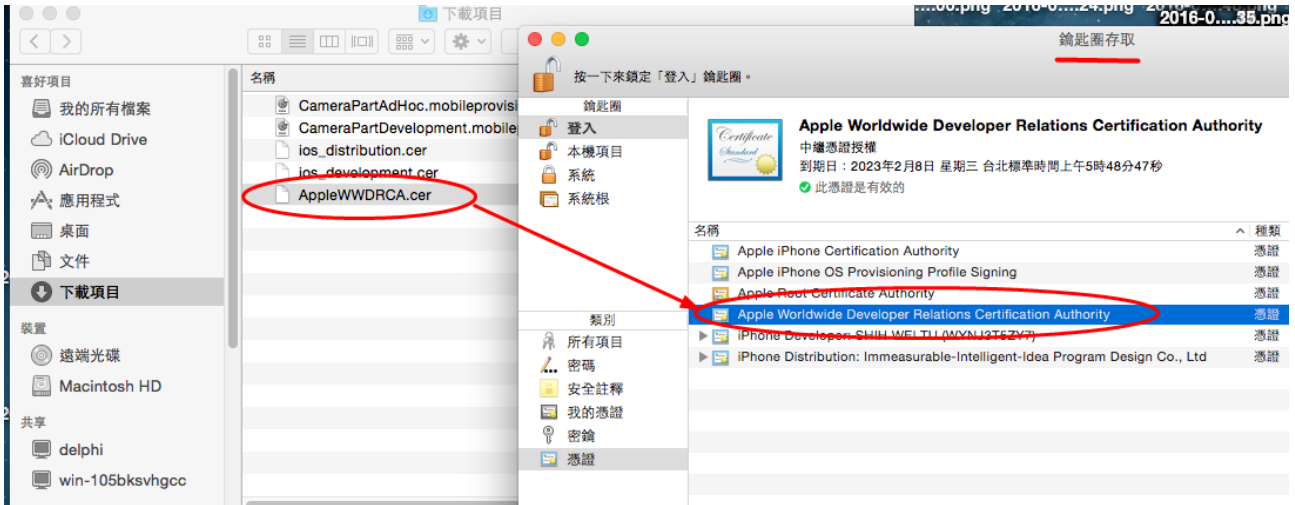 下載項目
....00.png 2016-0....24.png
2016-0....35.png
鑰匙圈存取
按一下來鎖定「登入」鑰匙圈。
喜好項目
我的所有檔案
iCloud Drive
AirDrop
應用程式
桌面
文件
下載項目
裝置
遠端光碟
Macintosh HD
共享
delphi
win-105bksvhgcc
名稱
CameraPartAdHoc.mobileprovisi
CameraPartDevelopment.mobile
ios_distribution.cer
ios_development.cer
AppleWWDRCA.cer
鑰匙圈
登入
本機項目
系統
系統根
類別
所有項目
密碼
安全註釋
我的憑證
密鑰
憑證
Certificate
Standard
Apple Worldwide Developer Relations Certification Authority
中繼憑證授權
到期日：2023年2月8日 星期三 台北標準時間上午5時48分47秒
此憑證是有效的
名稱 種類
Apple iPhone Certification Authority 憑證
Apple iPhone OS Provisioning Profile Signing 憑證
Apple Root Certificate Authority 憑證
Apple Worldwide Developer Relations Certification Authority 憑證
iPhone Developer: SHIH WEI TU (WXNJ3T5ZY7) 憑證
iPhone Distribution: Immeasurable-Intelligent-Idea Program Design Co., Ltd 憑證